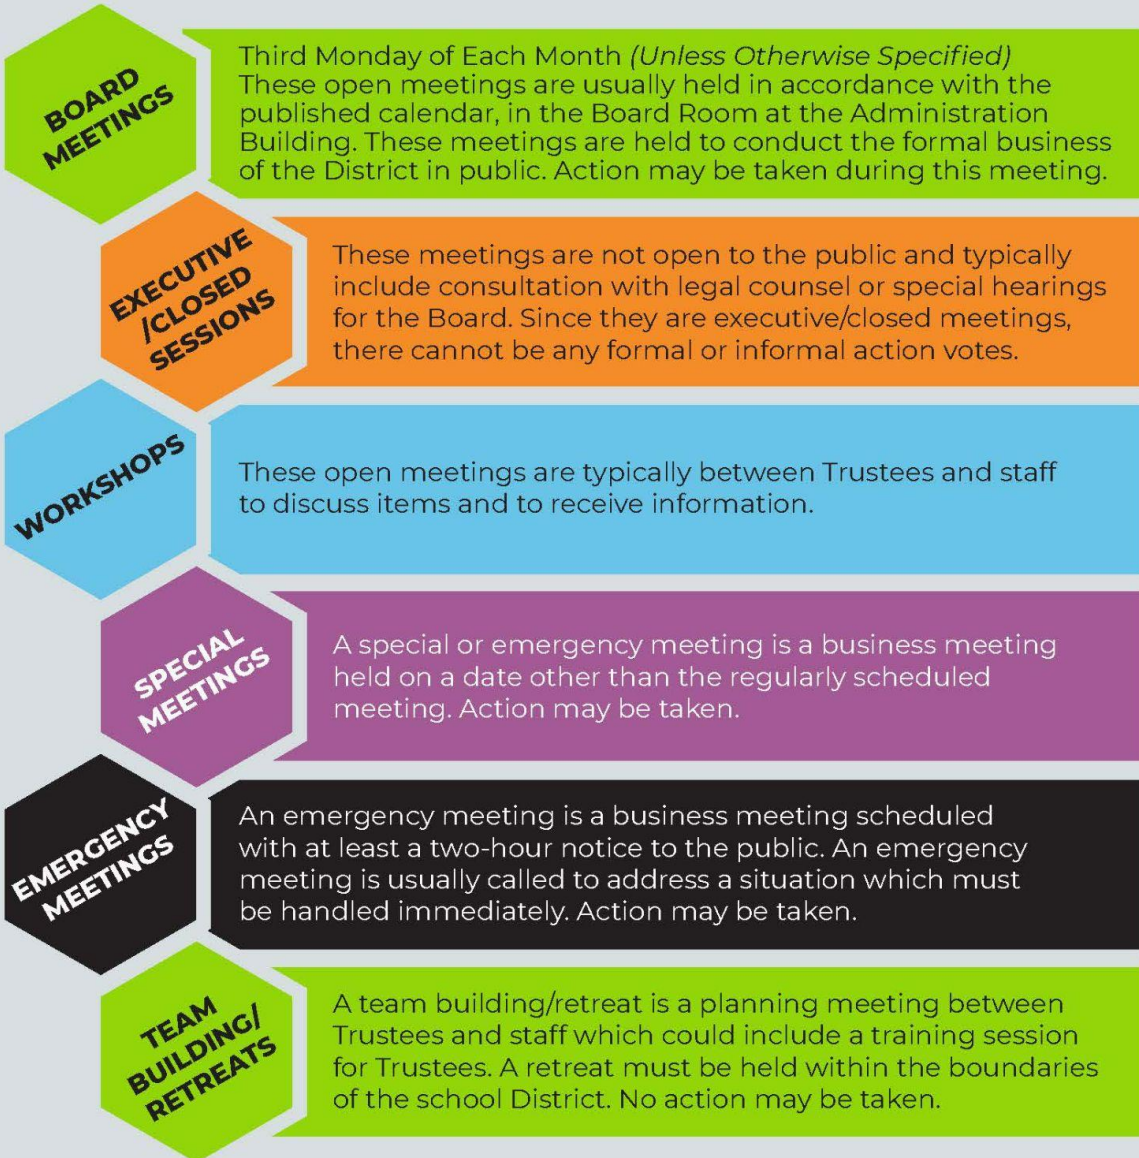 BOARD
MEETINGS
Third Monday of Each Month (Unless Otherwise Specified)
These open meetings are usually held in accordance with the
published calendar, in the Board Room at the Administration
Building. These meetings are held to conduct the formal business
of the District in public. Action may be taken during this meeting.
EXECUTIVE
/CLOSED
SESSIONS
These meetings are not open to the public and typically
include consultation with legal counsel or special hearings
for the Board. Since they are executive/closed meetings,
there cannot be any formal or informal action votes.
WORKSHOPS
These open meetings are typically between Trustees and staff
to discuss items and to receive information.
SPECIAL
MEETINGS
A special or emergency meeting is a business meeting
held on a date other than the regularly scheduled
meeting. Action may be taken.
EMERGENCY
MEETINGS
An emergency meeting is a business meeting scheduled
with at least a two-hour notice to the public. An emergency
meeting is usually called to address a situation which must
be handled immediately. Action may be taken.
TEAM
BUILDING/
RETREATS
A team building/retreat is a planning meeting between
Trustees and staff which could include a training session
for Trustees. A retreat must be held within the boundaries
of the school District. No action may be taken.